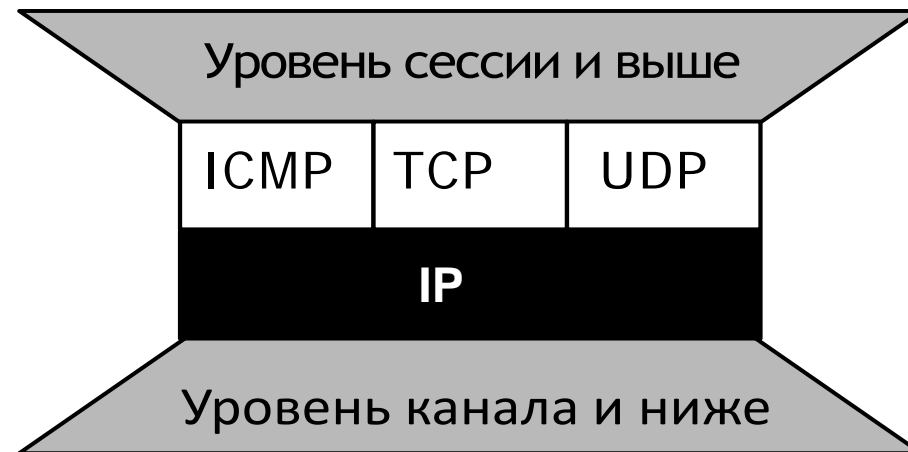 Уровень сессии и выше
ICMP TCP UDP
IP
Уровень канала и ниже